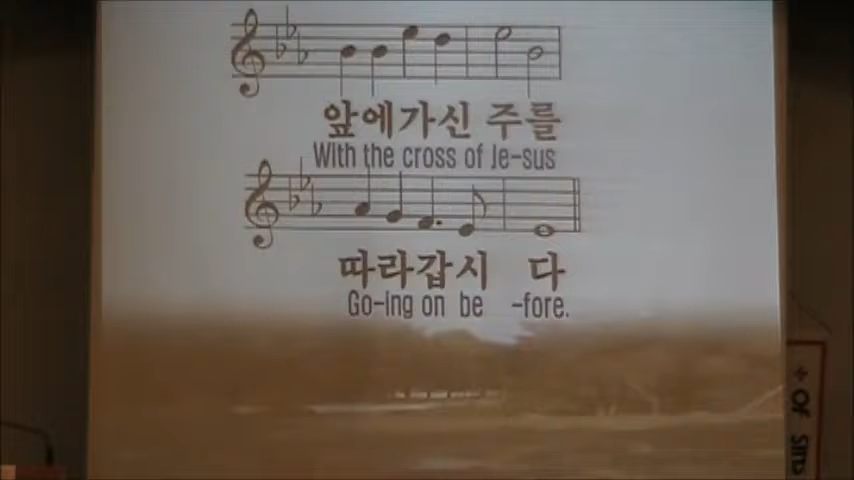 앞에가신 주를
With the cross of Je-sus
따라갑시 다
Go-ing on be -fore.
+ OF